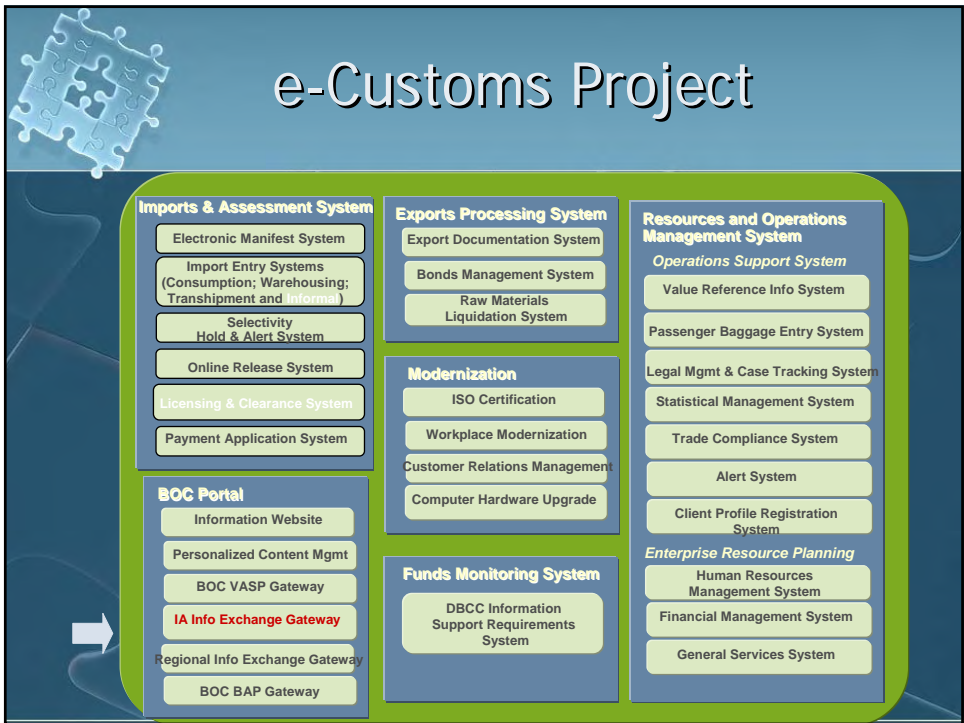 e-Customs Project
Imports & Assessment System
Electronic Manifest System
Import Entry Systems
(Consumption; Warehousing;
Transhipment and Informal)
Selectivity
Hold & Alert System
Online Release System
Licensing & Clearance System
Payment Application System
BOC Portal
Information Website
Personalized Content Mgmt
BOC VASP Gateway
IA Info Exchange Gateway
Regional Info Exchange Gateway
BOC BAP Gateway
Exports Processing System
Export Documentation System
Bonds Management System
Raw Materials
Liquidation System
Modernization
ISO Certification
Workplace Modernization
Customer Relations Management
Computer Hardware Upgrade
Funds Monitoring System
DBCC Information
Support Requirements
System
Resources and Operations
Management System
Operations Support System
Value Reference Info System
Passenger Baggage Entry System
Legal Mgmt & Case Tracking System
Statistical Management System
Trade Compliance System
Alert System
Client Profile Registration
System
Enterprise Resource Planning
Human Resources
Management System
Financial Management System
General Services System